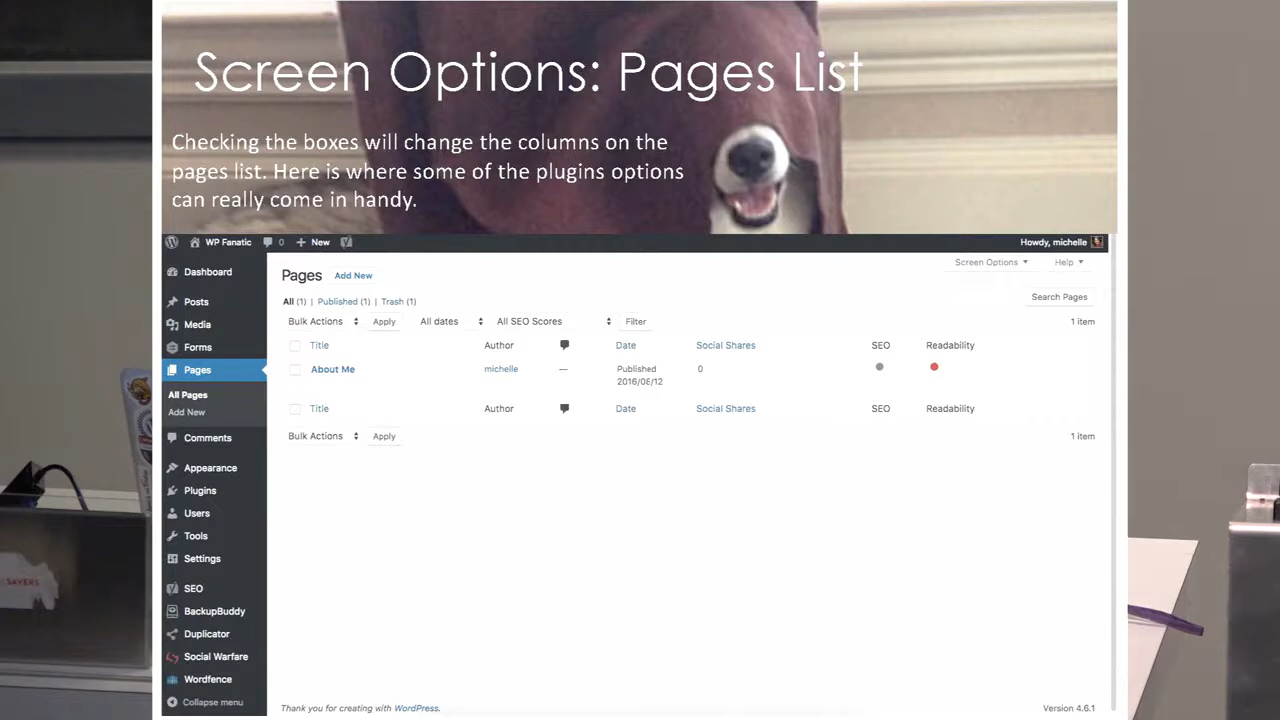 Screen Options: Pages List
Checking the boxes will change the columns on the
pages list. Here is where some of the plugins options
can really come in handy.
WP Fanatic 0 New Howdy, michelle
Dashboard
Posts
Media
Forms
Pages
All Pages
Add New
Comments
Appearance
Plugins
Users
Tools
Settings
SEO
BackupBuddy
Duplicator
Social Warfare
Wordfence
Collapse menu
Screen Options Help
Pages Add New
All (1) | Published (1) | Trash (1)
Search Pages
Bulk Actions Apply All dates All SEO Scores Filter 1 item
Title Author Date Social Shares SEO Readability
About Me michelle — Published 0
2016/08/12
Title Author Date Social Shares SEO Readability
Bulk Actions Apply 1 item
Thank you for creating with WordPress. Version 4.6.1
SAVERS